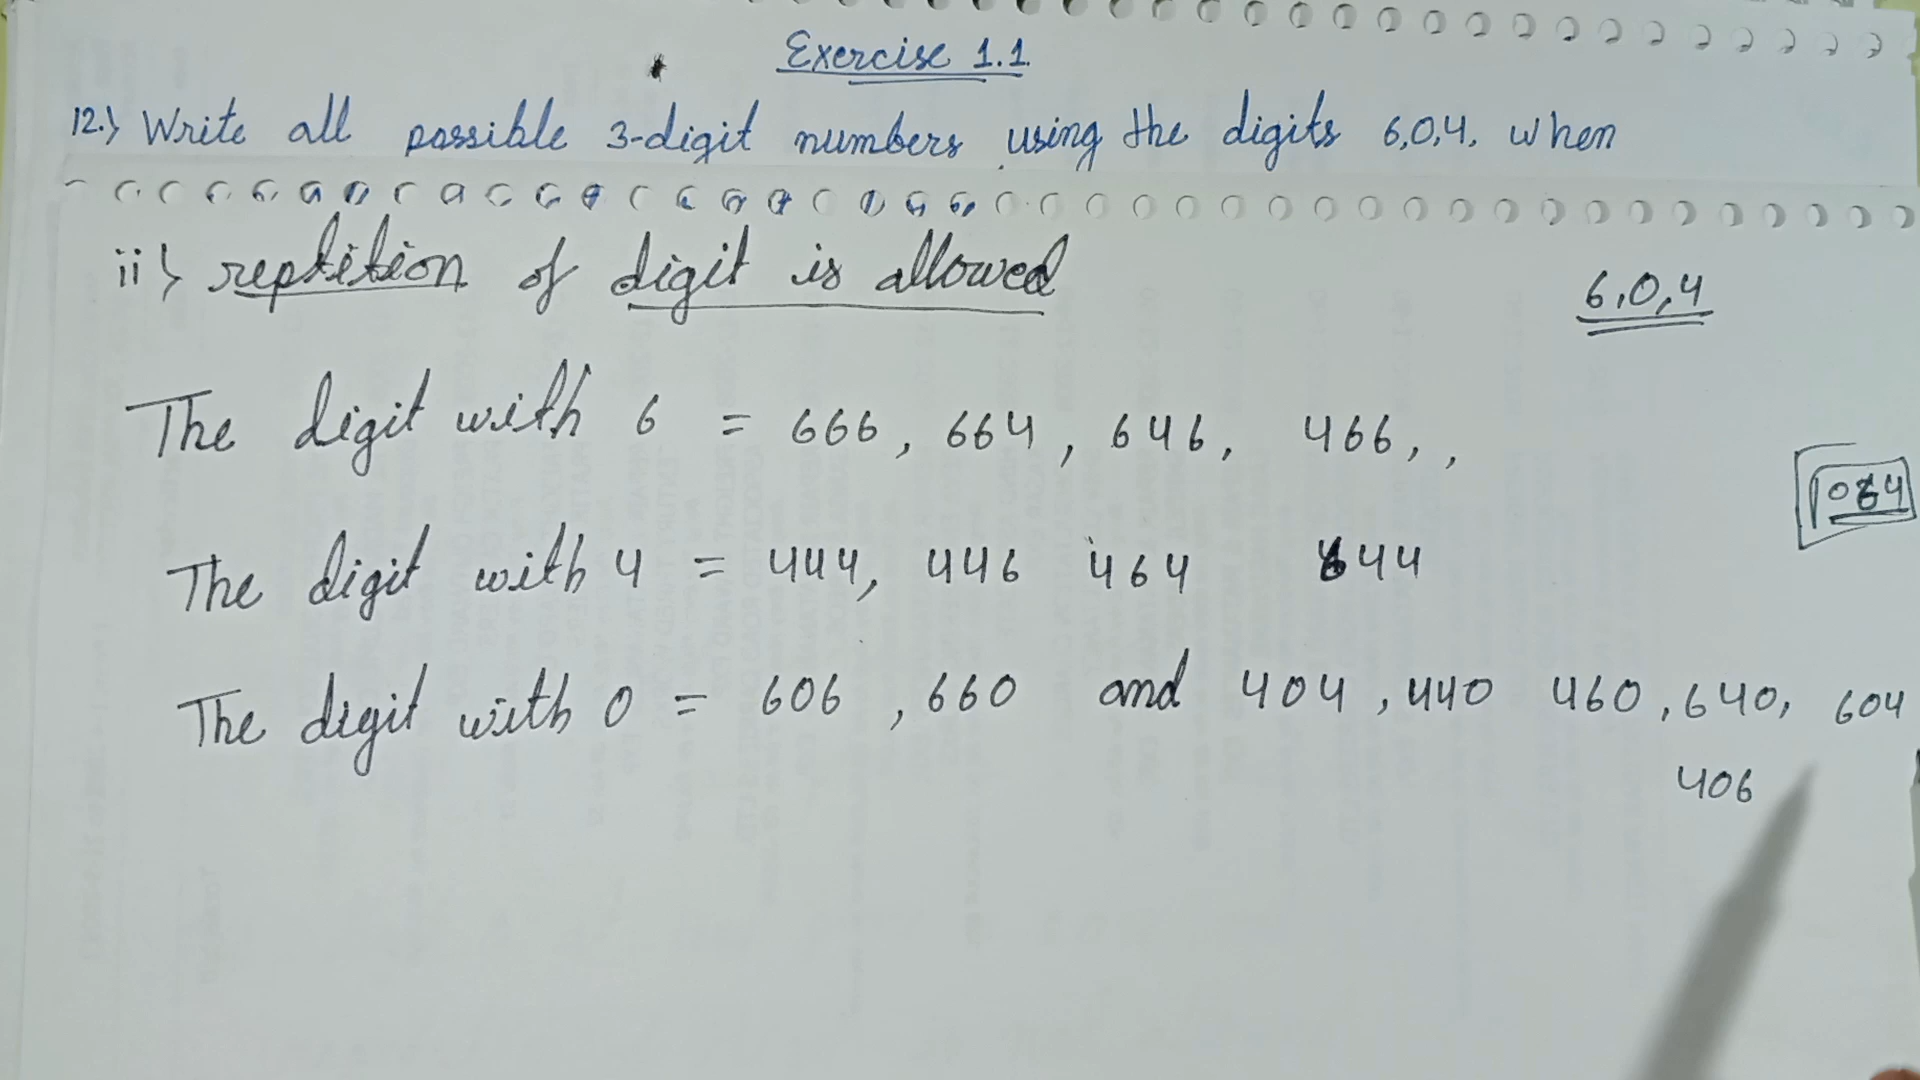 Exercise 1.1
12.) Write all possible 3-digit numbers using the digits 6,0,4, when
ii) reptition of digit is allowed
6,0,4
The digit with 6 = 666, 664, 646, 466, ,
The digit with 4 = 444, 446 464 644
The digit with 0 = 606, 660 and 404, 440 460, 640, 604
406